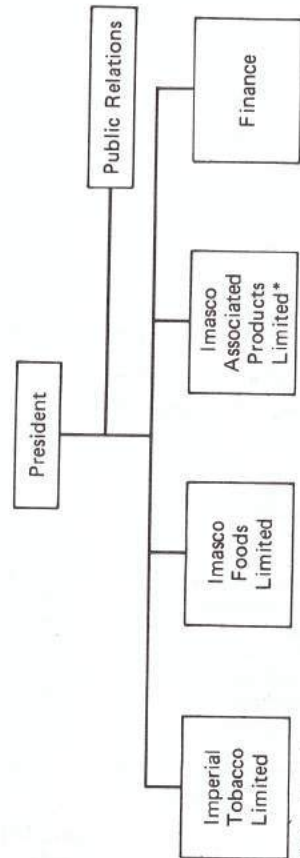 President
Public Relations
Imperial
Tobacco
Limited
Imasco
Foods
Limited
Imasco
Associated
Products
Limited*
Finance